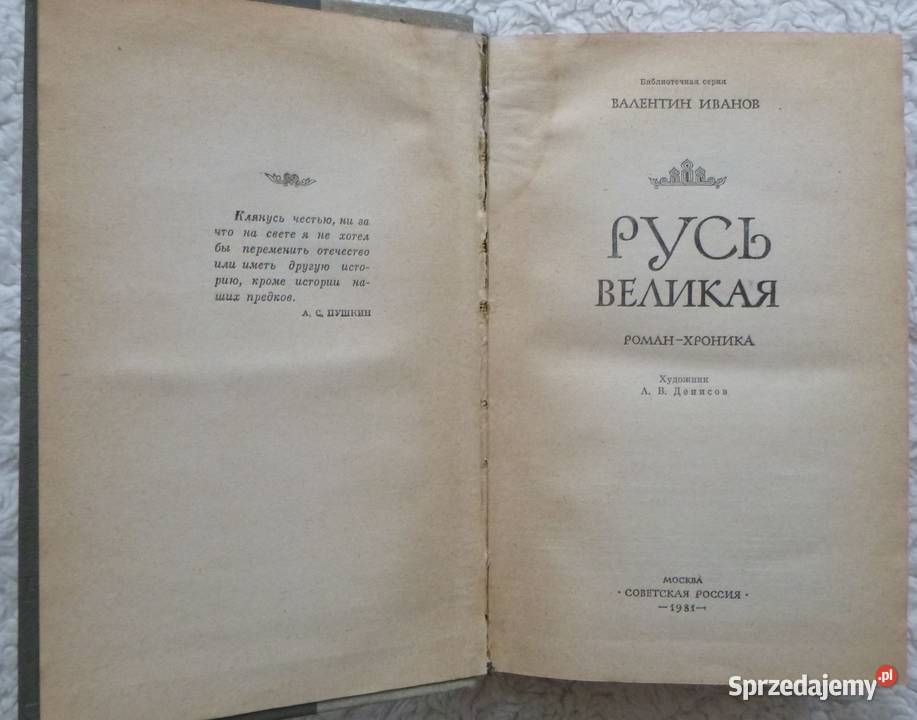 Клянусь честью, ни за
что на свете я не хотел
бы переменить отечество
или иметь другую исто-
рию, кроме истории на-
ших предков.
А. С. ПУШКИН
Библиотечная серия
ВАЛЕНТИН ИВАНОВ
РУСЬ
ВЕЛИКАЯ
РОМАН-ХРОНИКА
Художник
А. В. Денисов
МОСКВА
· СОВЕТСКАЯ РОССИЯ ·
—1981—
Sprzedajemy.pl